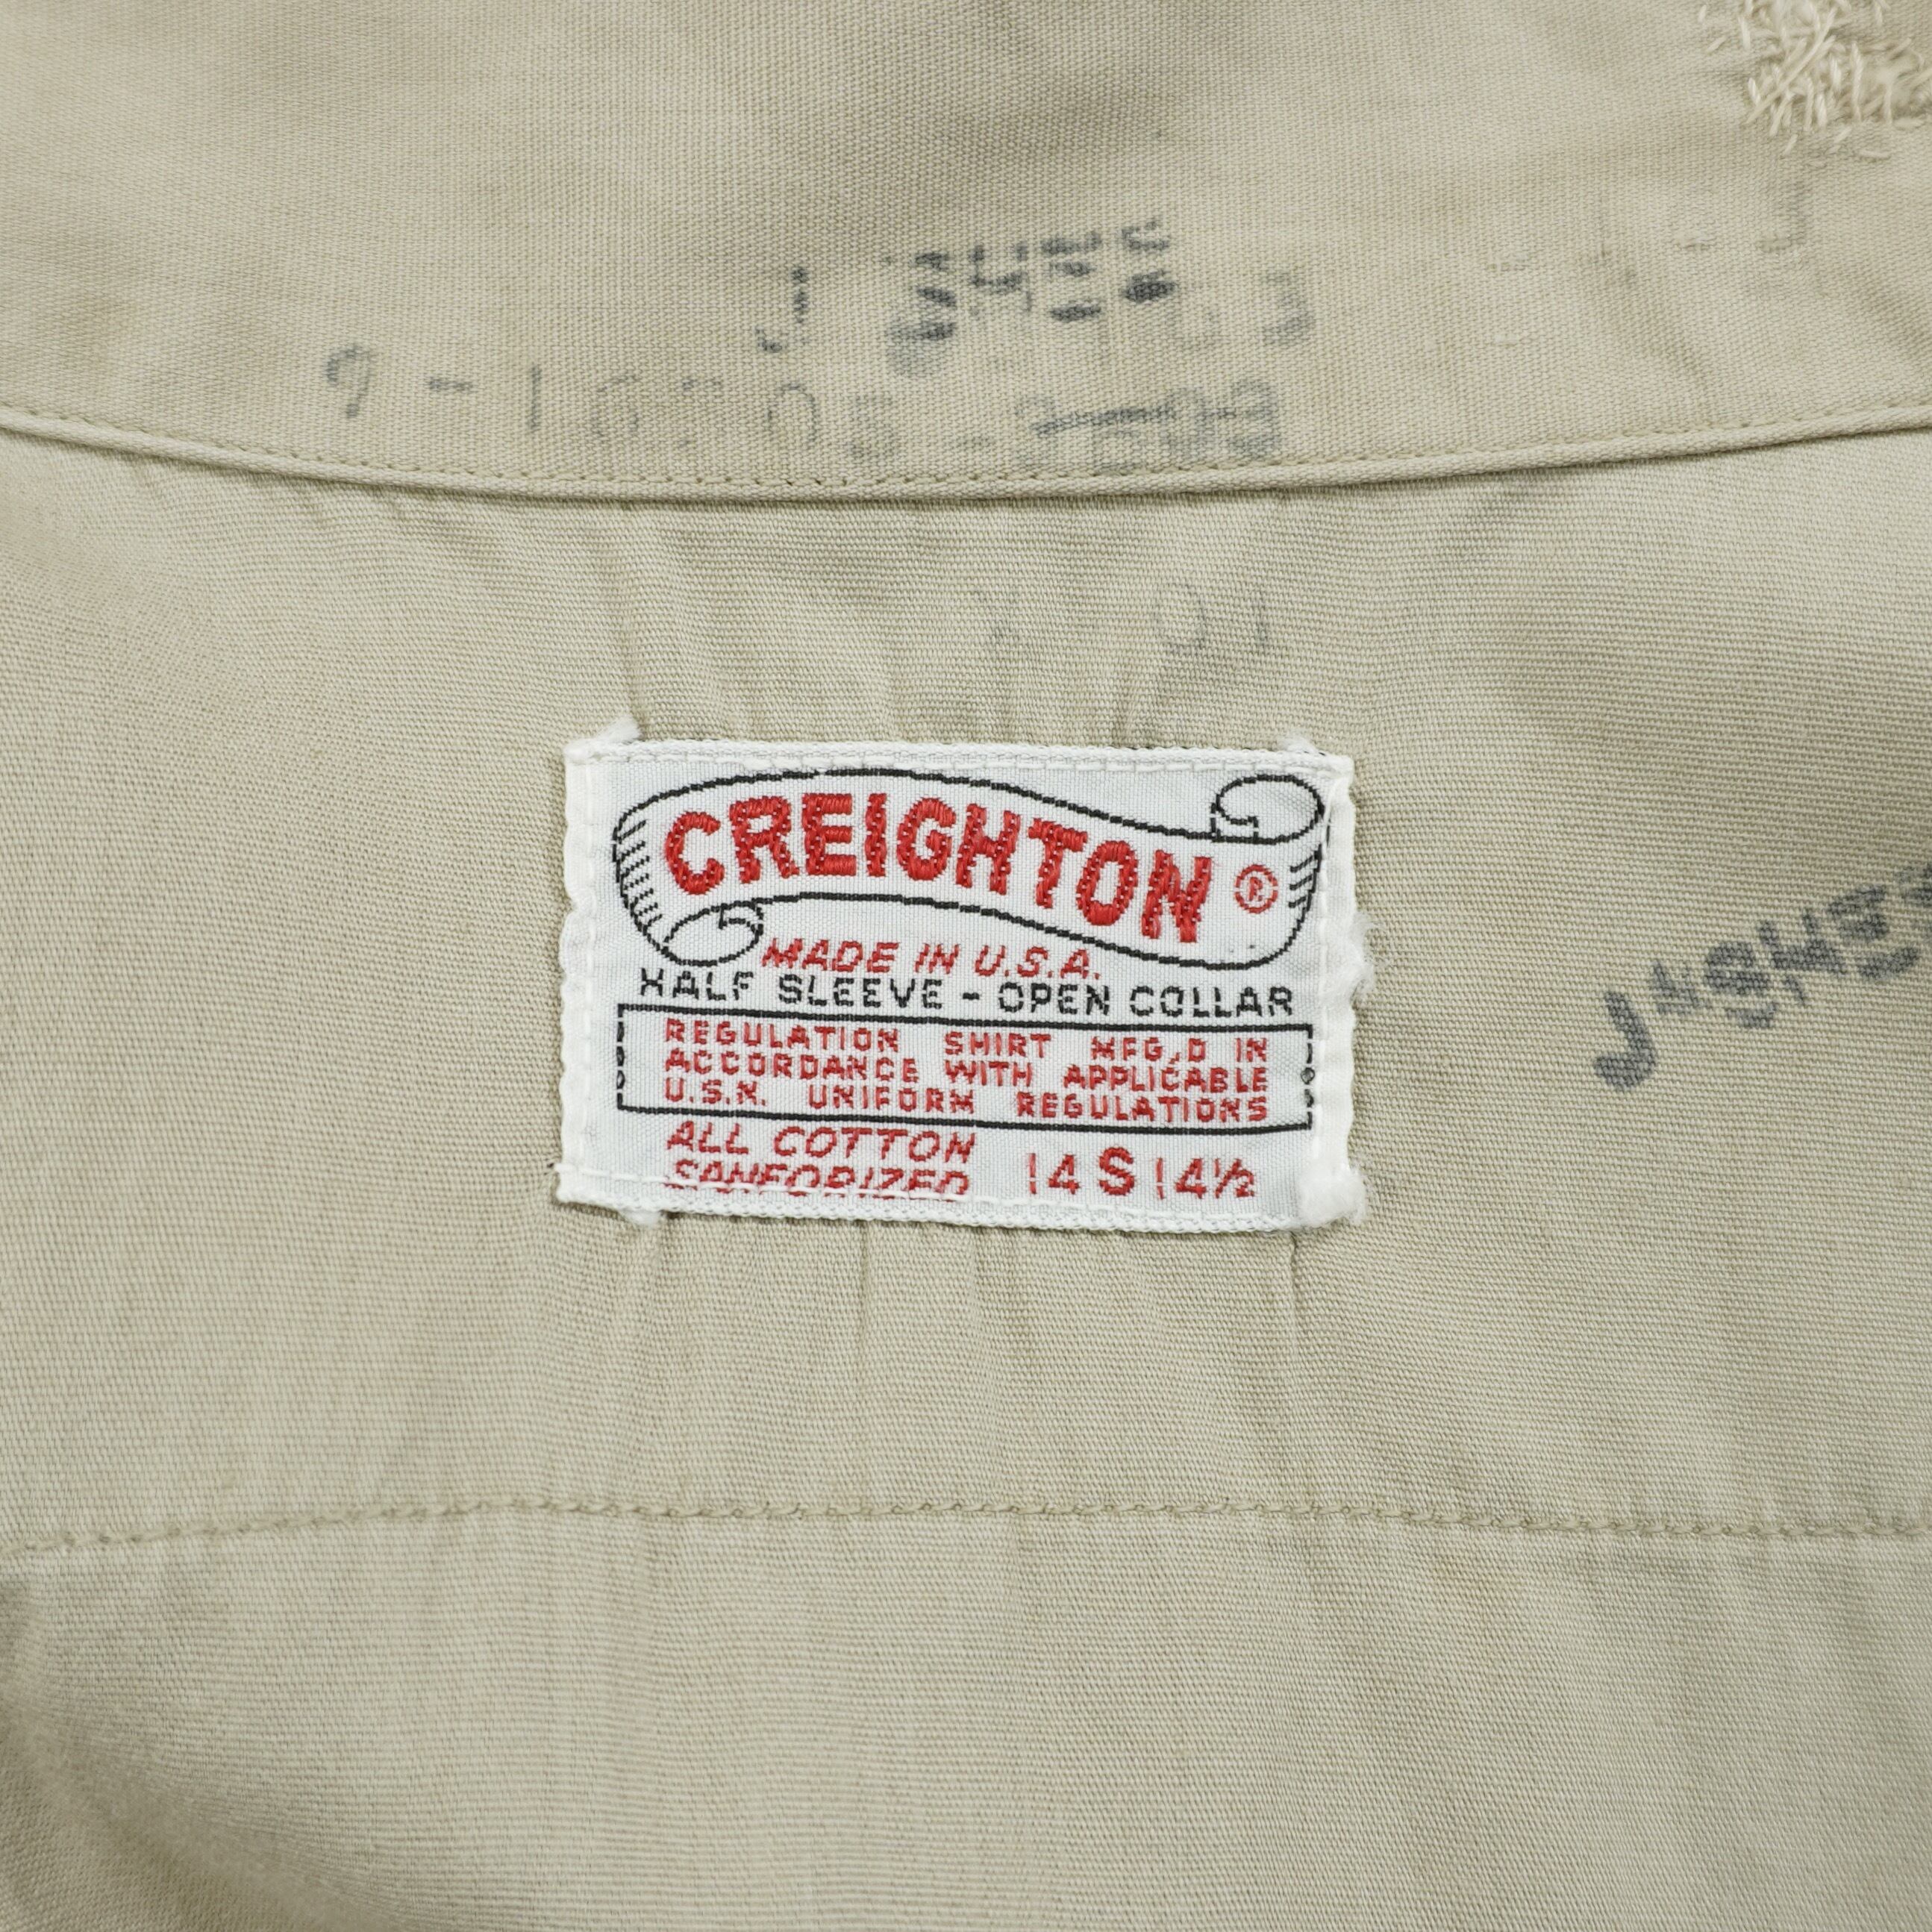 CREIGHTON ®
MADE IN U.S.A.
HALF SLEEVE - OPEN COLLAR
REGULATION SHIRT MFG,D IN
ACCORDANCE WITH APPLICABLE
U.S.N. UNIFORM REGULATIONS
ALL COTTON
SANFORIZED 14 S 14½